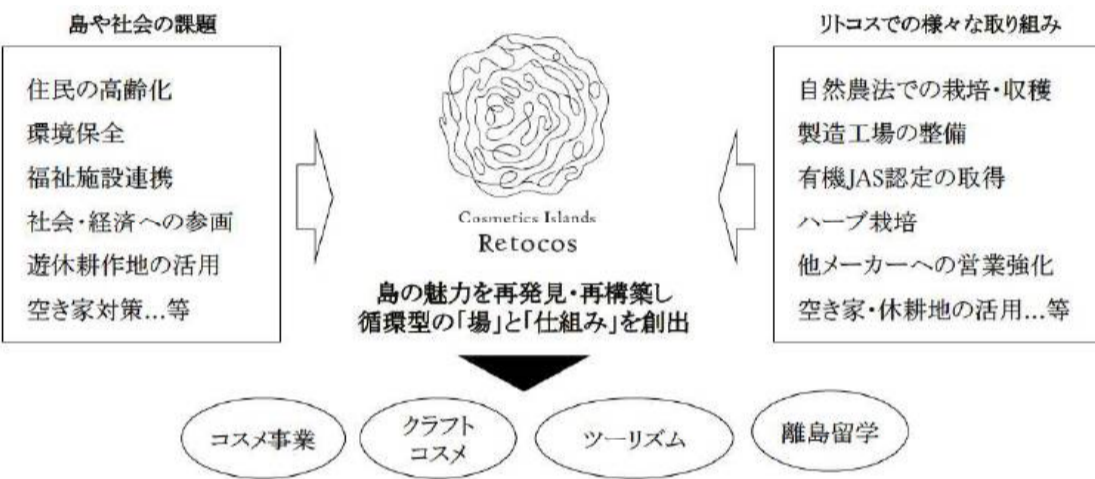 島や社会の課題
住民の高齢化
環境保全
福祉施設連携
社会・経済への参画
遊休耕作地の活用
空き家対策...等
Cosmetics Islands
Retocos
島の魅力を再発見・再構築し
循環型の「場」と「仕組み」を創出
リトコスでの様々な取り組み
自然農法での栽培・収穫
製造工場の整備
有機JAS認定の取得
ハーブ栽培
他メーカーへの営業強化
空き家・休耕地の活用...等
コスメ事業
クラフト
コスメ
ツーリズム
離島留学